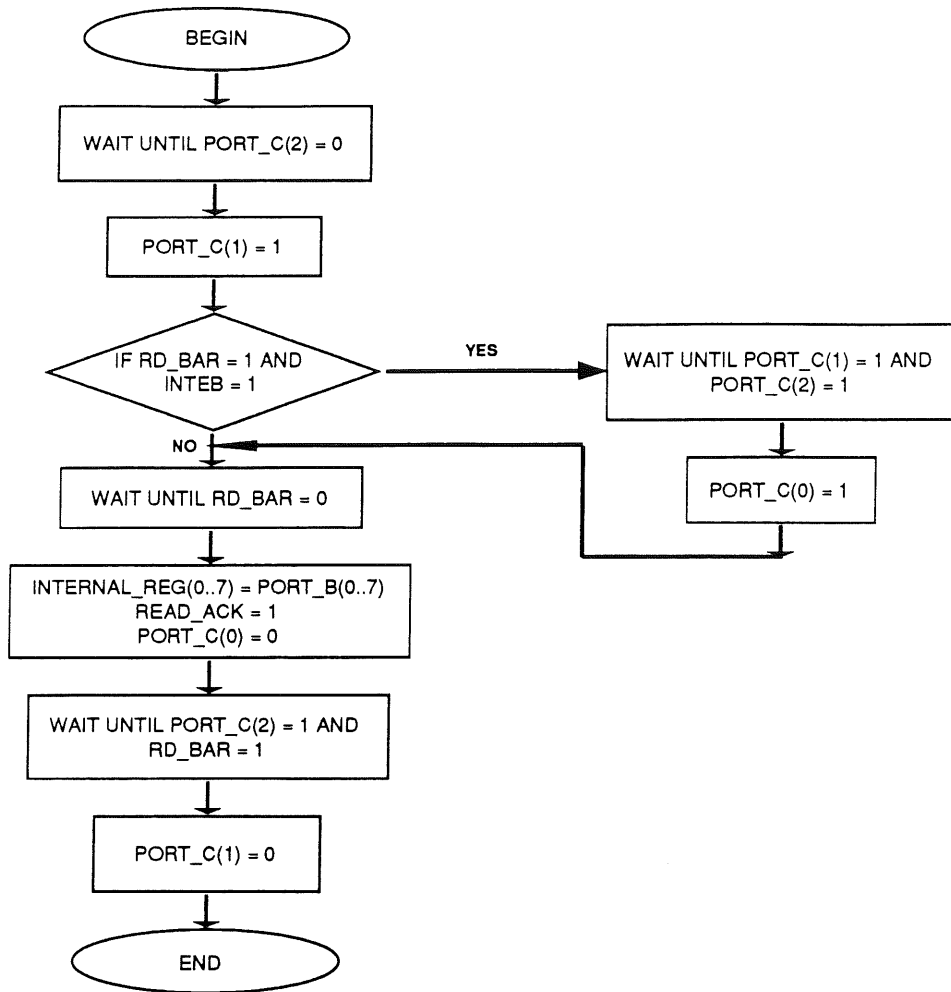 BEGIN
WAIT UNTIL PORT_C(2) = 0
PORT_C(1) = 1
IF RD_BAR = 1 AND
INTEB = 1
YES
WAIT UNTIL PORT_C(1) = 1 AND
PORT_C(2) = 1
PORT_C(0) = 1
NO
WAIT UNTIL RD_BAR = 0
INTERNAL_REG(0..7) = PORT_B(0..7)
READ_ACK = 1
PORT_C(0) = 0
WAIT UNTIL PORT_C(2) = 1 AND
RD_BAR = 1
PORT_C(1) = 0
END